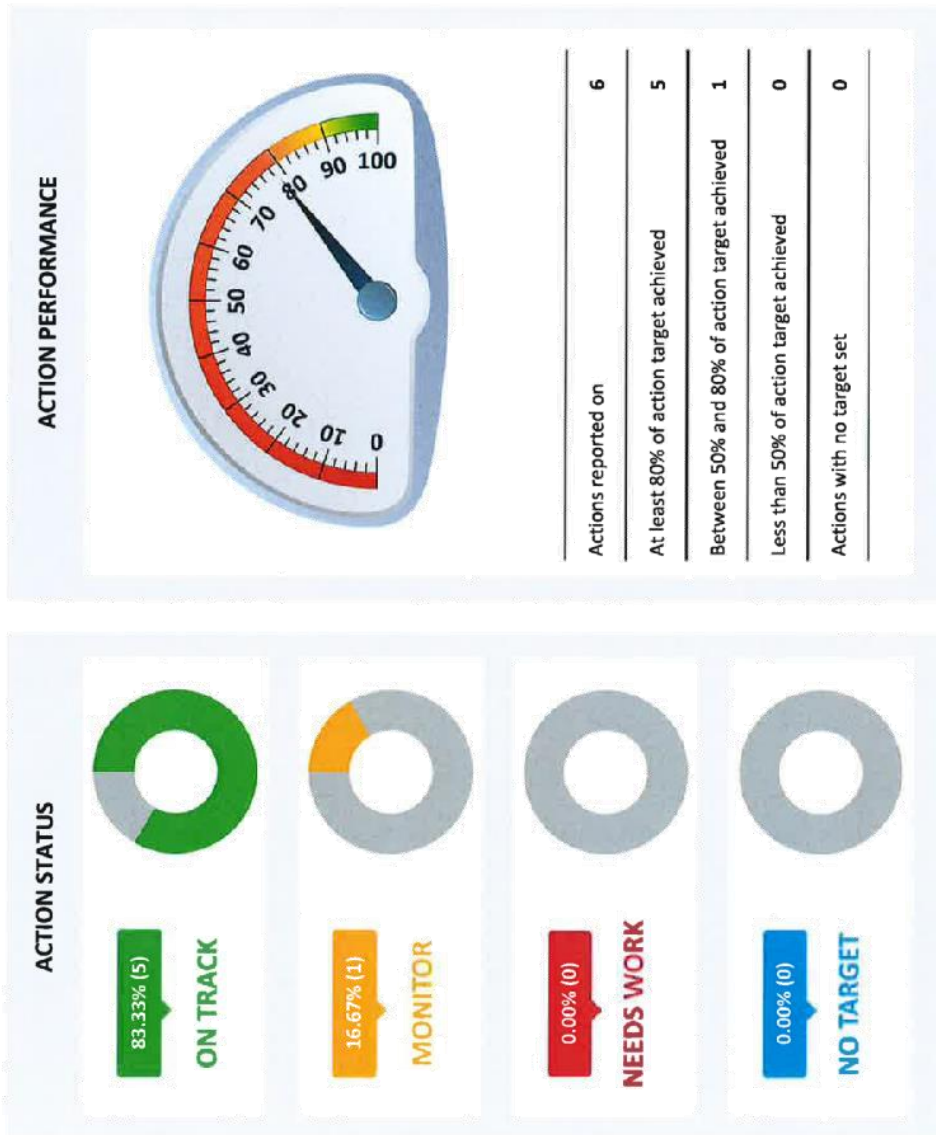 ACTION STATUS
83.33% (5)
ON TRACK
16.67% (1)
MONITOR
0.00% (0)
NEEDS WORK
0.00% (0)
NO TARGET
ACTION PERFORMANCE
0
10
20
30
40
50
60
70
80
90
100
Actions reported on 6
At least 80% of action target achieved 5
Between 50% and 80% of action target achieved 1
Less than 50% of action target achieved 0
Actions with no target set 0